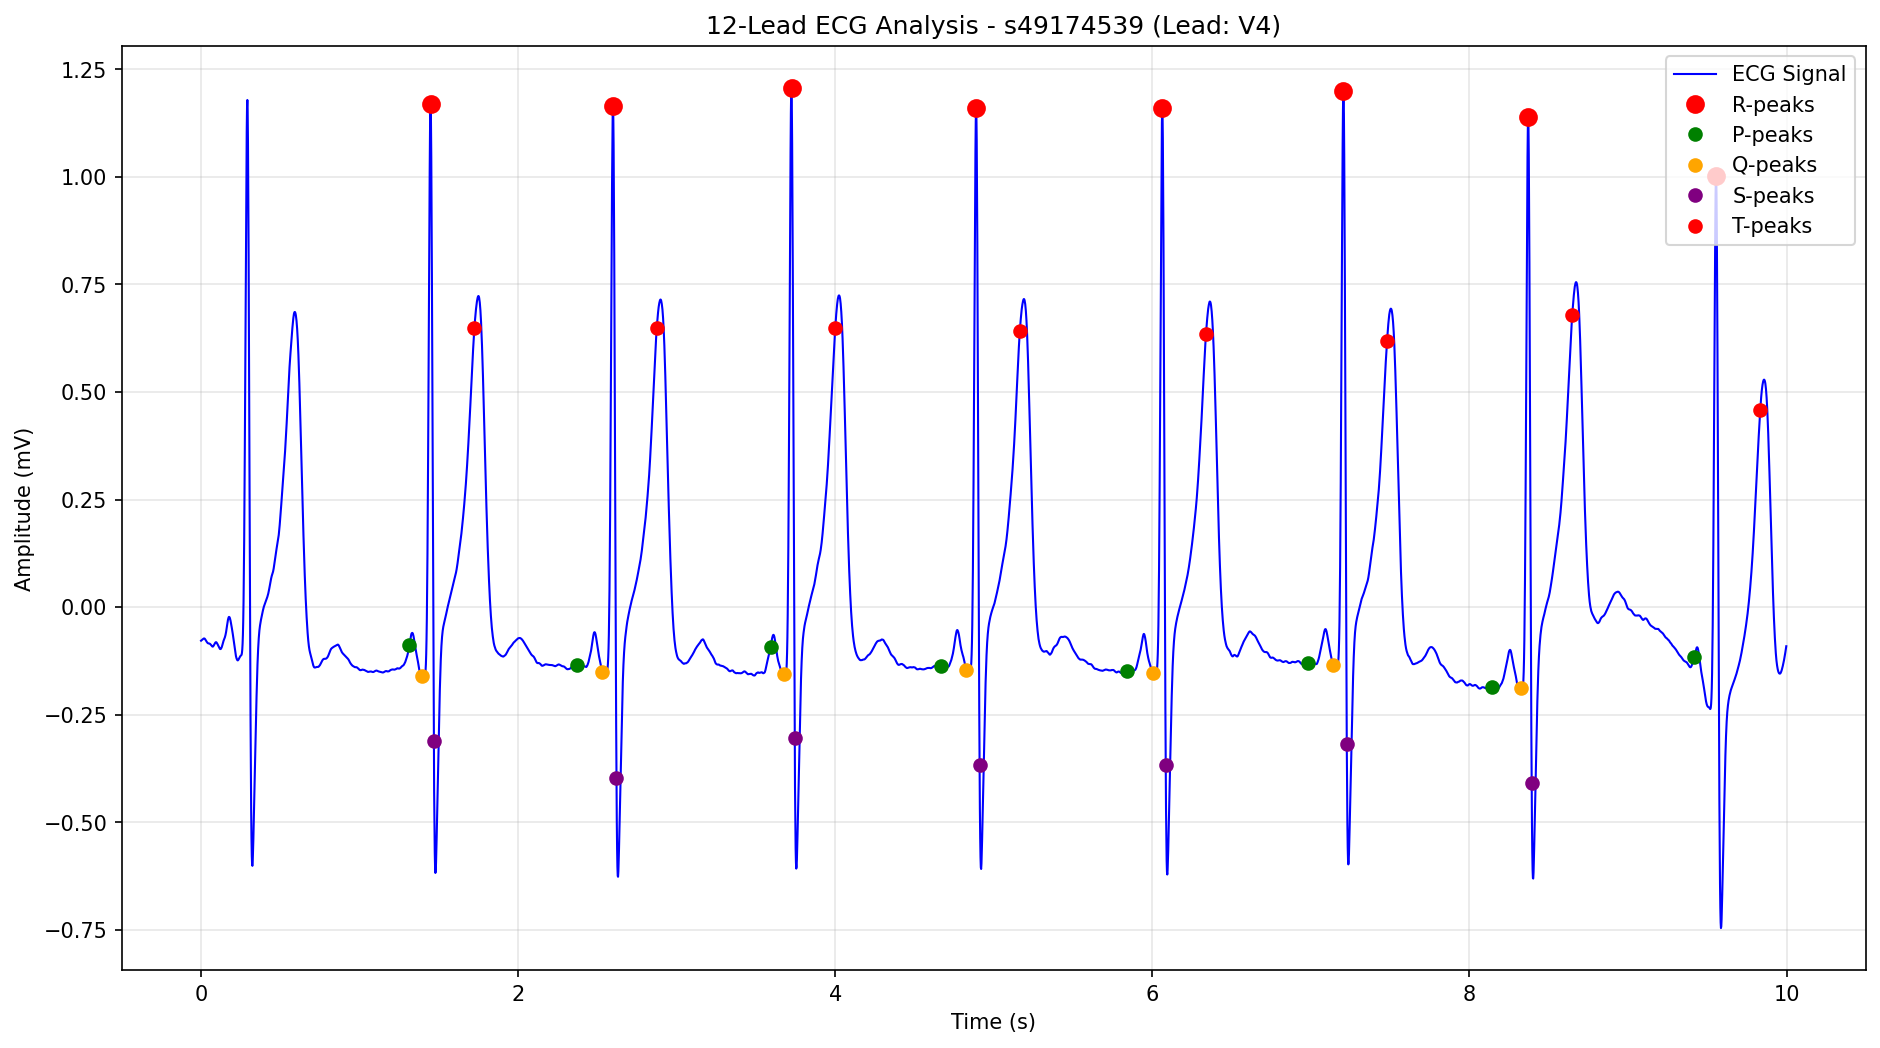 12-Lead ECG Analysis - s49174539 (Lead: V4)
1.25
1.00
0.75
0.50
0.25
0.00
−0.25
−0.50
−0.75
Amplitude (mV)
ECG Signal
R-peaks
P-peaks
Q-peaks
S-peaks
T-peaks
0 2 4 6 8 10
Time (s)